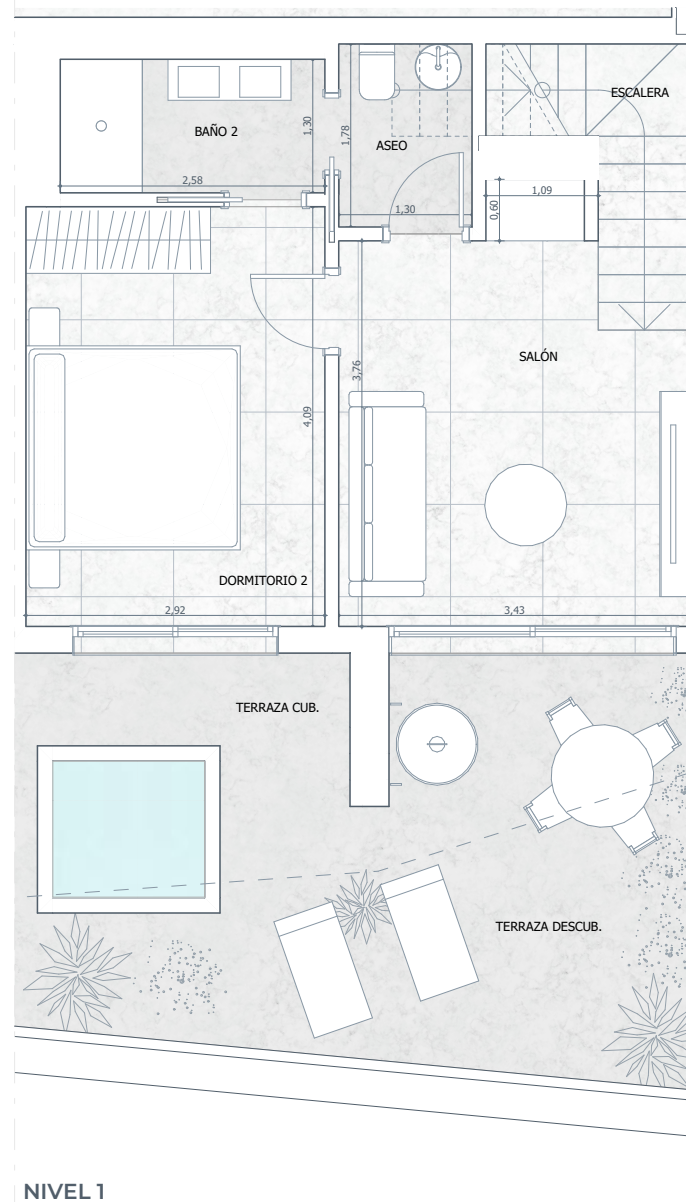 ESCALERA
BAÑO 2
1,30
1,78
ASEO
2,58
1,30
0,60
1,09
SALÓN
3,76
4,09
DORMITORIO 2
2,92
3,43
TERRAZA CUB.
TERRAZA DESCUB.
NIVEL 1